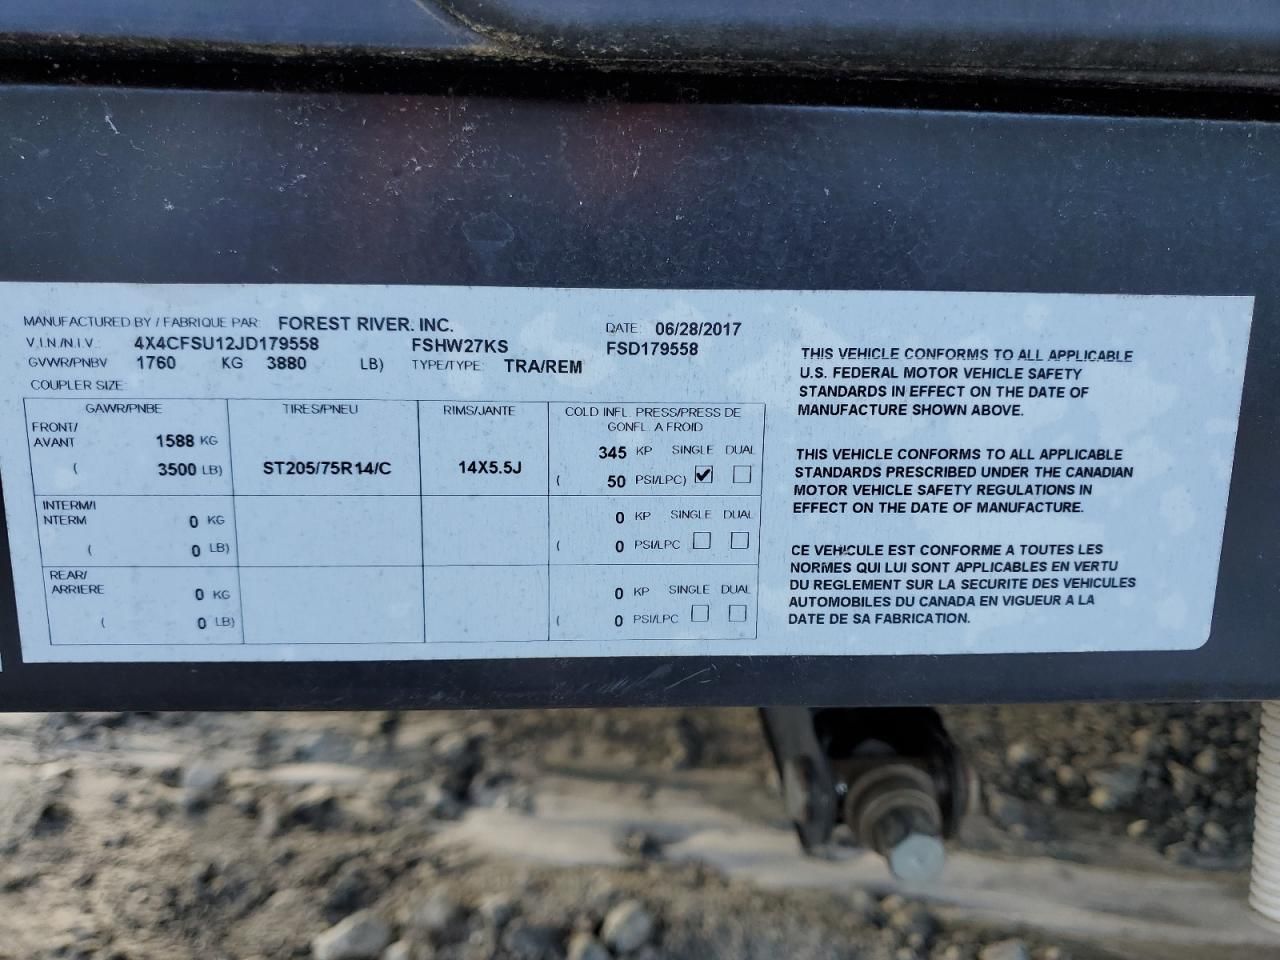 MANUFACTURED BY / FABRIQUE PAR: FOREST RIVER. INC. DATE: 06/28/2017
V.I.N./N.I.V.: 4X4CFSU12JD179558 FSHW27KS FSD179558
GVWR/PNBV 1760 KG 3880 LB) TYPE/TYPE: TRA/REM
COUPLER SIZE:
GAWR/PNBE TIRES/PNEU RIMS/JANTE COLD INFL. PRESS/PRESS DE
GONFL. A FROID
FRONT/
AVANT 1588 KG 345 KP SINGLE DUAL
( 3500 LB) ST205/75R14/C 14X5.5J ( 50 PSI/LPC)
INTERM/I
NTERM 0 KG 0 KP SINGLE DUAL
( 0 LB) ( 0 PSI/LPC
REAR/
ARRIERE 0 KG 0 KP SINGLE DUAL
( 0 LB) ( 0 PSI/LPC
THIS VEHICLE CONFORMS TO ALL APPLICABLE
U.S. FEDERAL MOTOR VEHICLE SAFETY
STANDARDS IN EFFECT ON THE DATE OF
MANUFACTURE SHOWN ABOVE.
THIS VEHICLE CONFORMS TO ALL APPLICABLE
STANDARDS PRESCRIBED UNDER THE CANADIAN
MOTOR VEHICLE SAFETY REGULATIONS IN
EFFECT ON THE DATE OF MANUFACTURE.
CE VEHICULE EST CONFORME A TOUTES LES
NORMES QUI LUI SONT APPLICABLES EN VERTU
DU REGLEMENT SUR LA SECURITE DES VEHICULES
AUTOMOBILES DU CANADA EN VIGUEUR A LA
DATE DE SA FABRICATION.